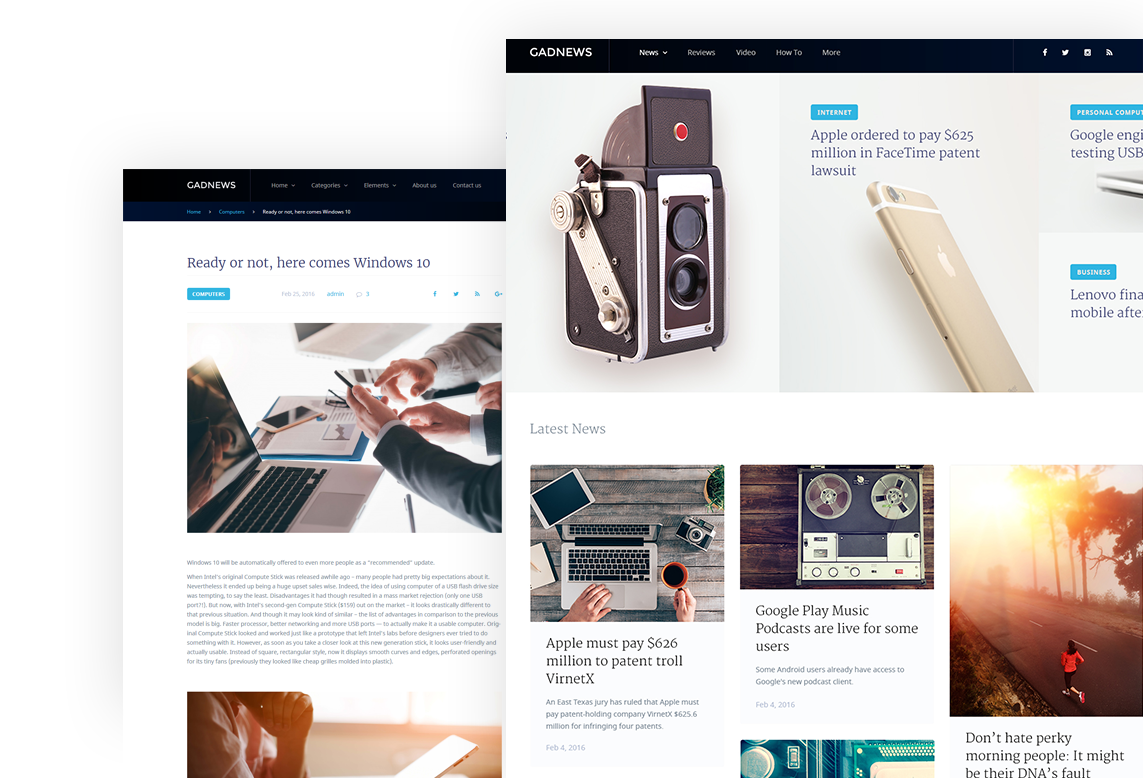 GADNEWS
News
Reviews
Video
How To
More
INTERNET
Apple ordered to pay $625
million in FaceTime patent
lawsuit
PERSONAL
Google
testing
BUSINESS
Lenovo
mobile
Latest News
Apple must pay $626
million to patent troll
VirnetX
An East Texas jury has ruled that Apple must
pay patent-holding company VirnetX $625.6
million for infringing four patents.
Feb 4, 2016
Google Play Music
Podcasts are live for some
users
Some Android users already have access to
Google's new podcast client.
Feb 4, 2016
Don't hate perky
morning people: It might
be their DNA's fault
GADNEWS
Home
Categories
Elements
About us
Contact us
Home
Computers
Ready or not, here comes Windows 10
Ready or not, here comes Windows 10
COMPUTERS
Feb 25, 2016
admin
3
Windows 10 will be automatically offered to even more people as a "recommended" update.
When Intel's original Compute Stick was released awhile ago – many people had pretty big expectations about it.
Nevertheless it ended up being a huge upset sales wise. Indeed, the idea of using computer of a USB flash drive size
was tempting, to say the least. Disadvantages it had though resulted in a mass-market rejection (only one USB
port?!). But now, with Intel's second-gen Compute Stick ($159) out on the market – it looks drastically different to
that previous situation. And though it may look kind of similar – the list of advantages in comparison to the previous
model is big. Faster processor, better networking and more USB ports — to actually make it a usable computer. Orig-
inal Compute Stick looked and worked just like a prototype that left Intel's labs before designers ever tried to do
something with it. However, as soon as you take a closer look at this new generation stick, it looks user-friendly and
actually usable. Instead of square, rectangular style, now it displays smooth curves and edges, perforated openings
for its tiny fans (previously they looked like cheap grilles molded into plastic).